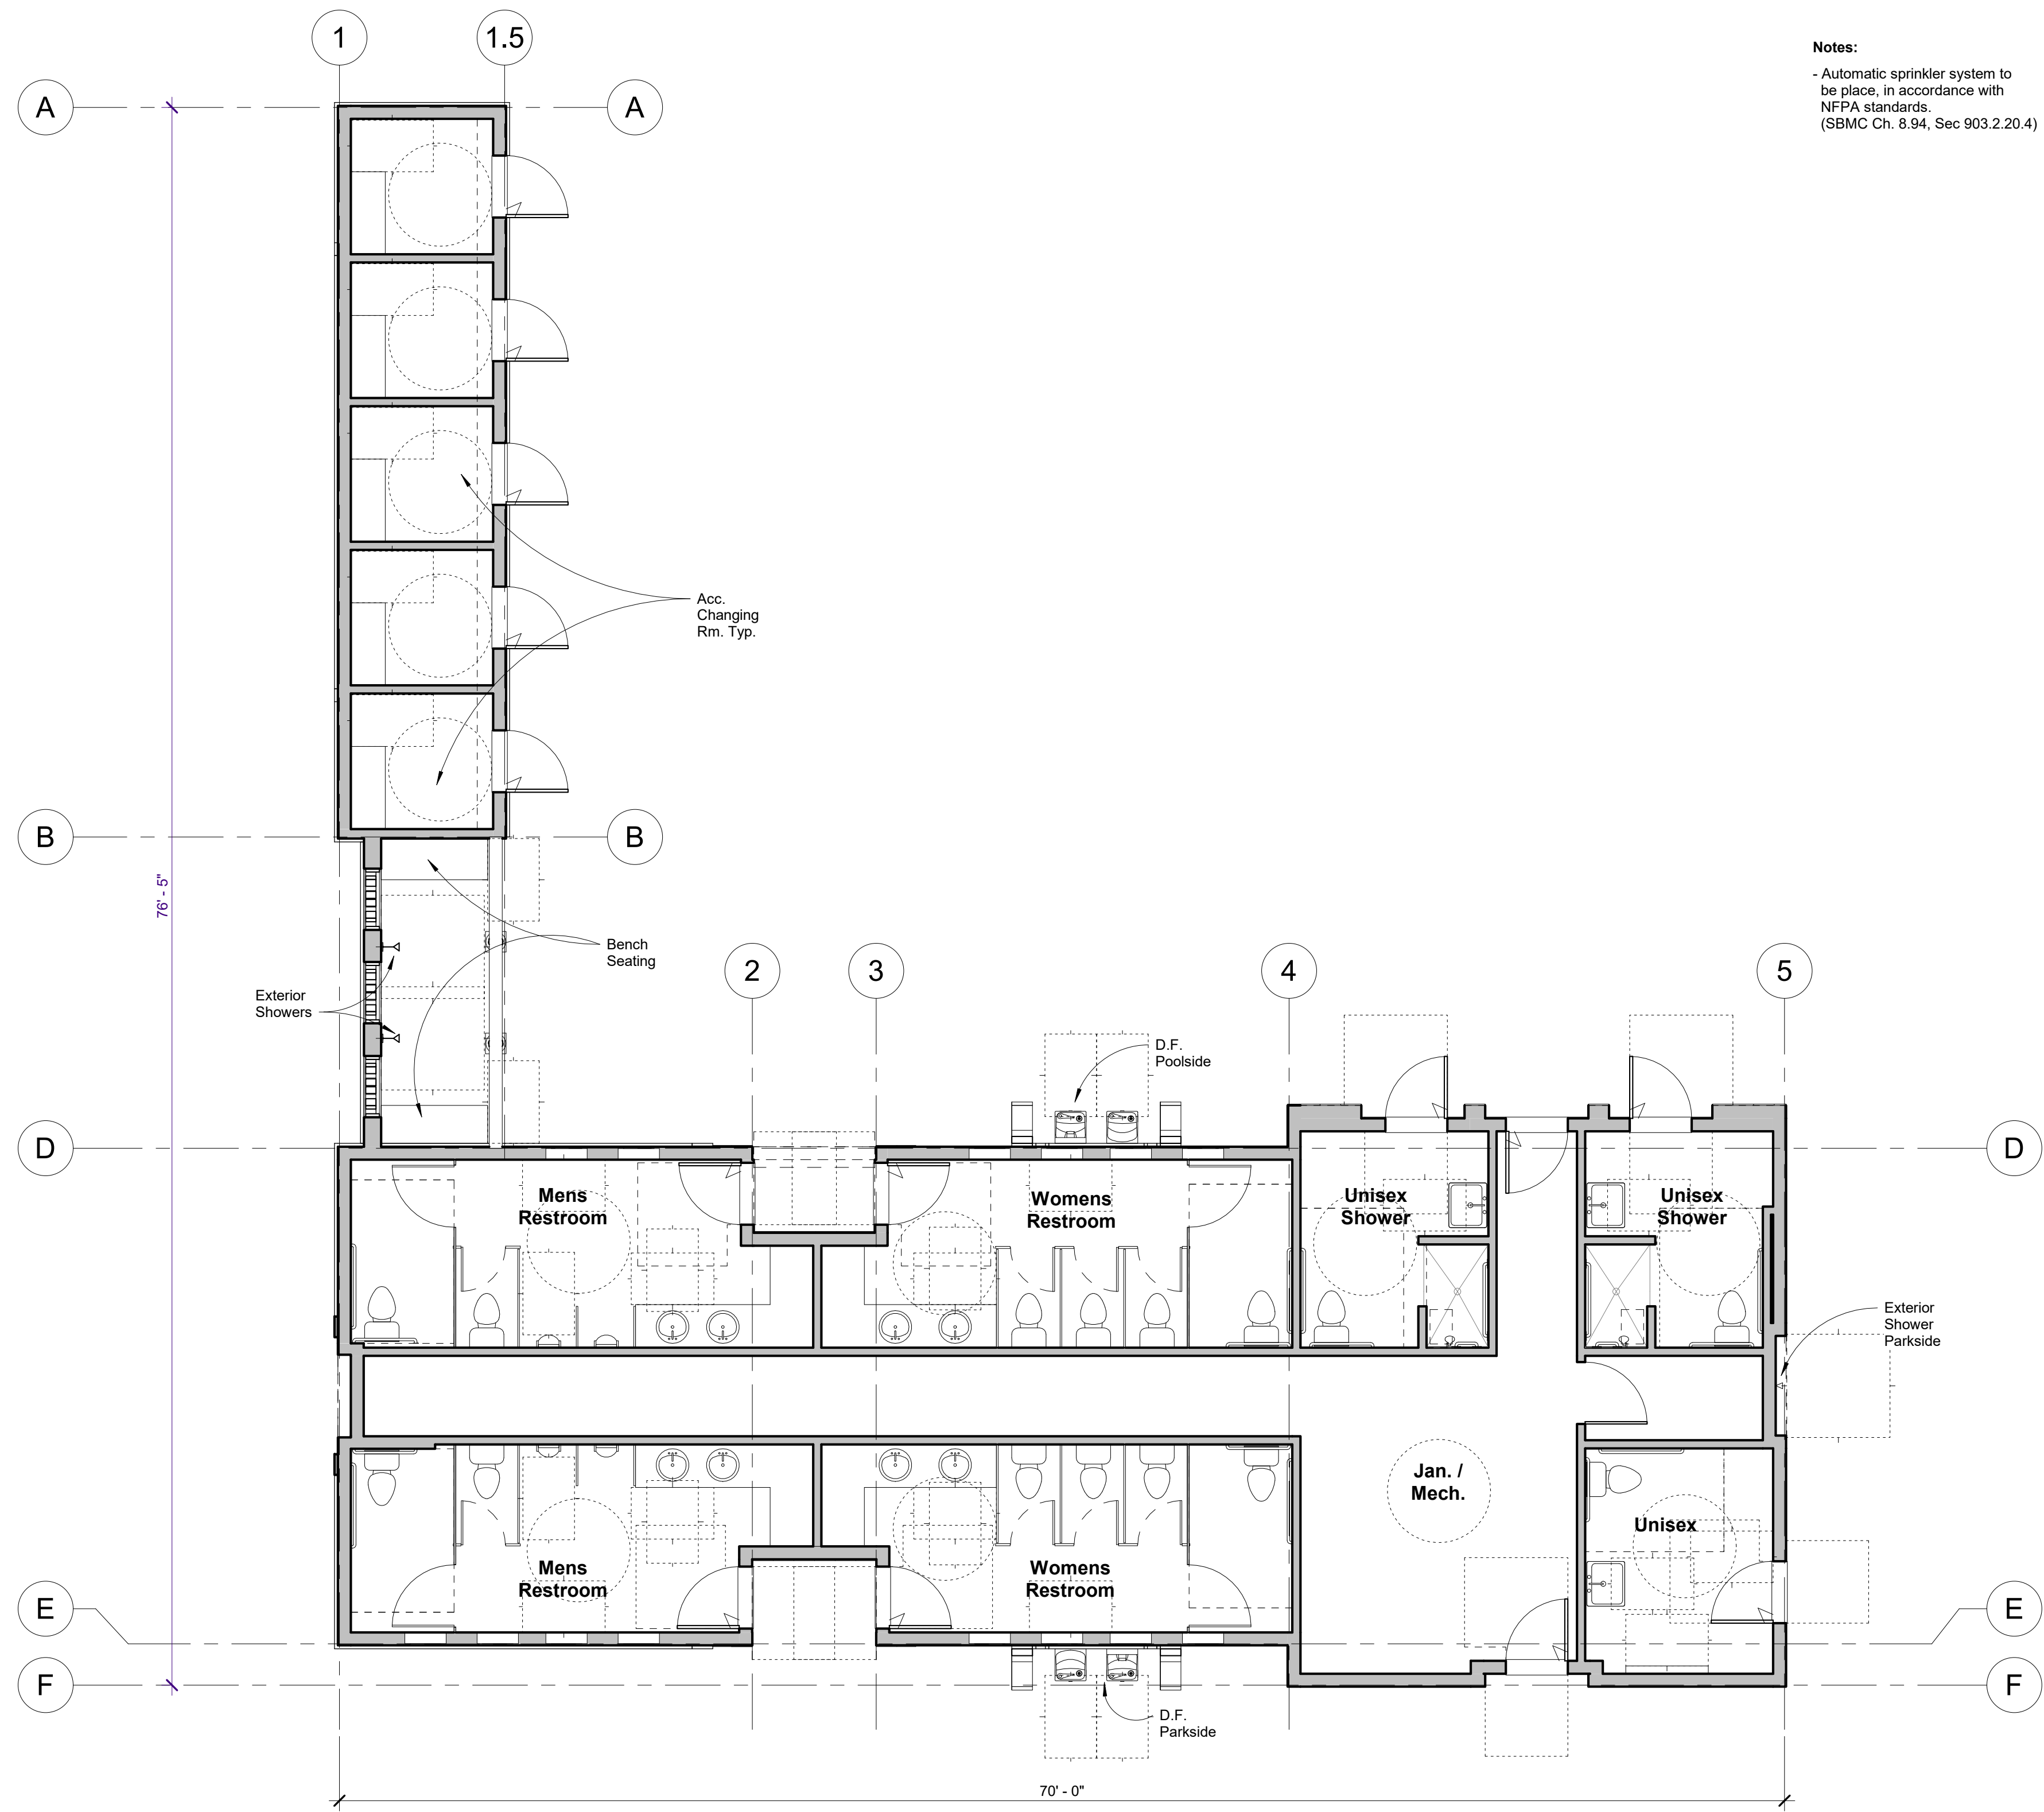 1
1.5
Notes:
- Automatic sprinkler system to
be place, in accordance with
NFPA standards.
(SBMC Ch. 8.94, Sec 903.2.20.4)
A
A
Acc.
Changing
Rm. Typ.
B
B
76' - 5"
Bench
Seating
Exterior
Showers
2
3
4
5
D.F.
Poolside
D
D
Mens
Restroom
Womens
Restroom
Unisex
Shower
Unisex
Shower
Exterior
Shower
Parkside
Jan. /
Mech.
Unisex
Mens
Restroom
Womens
Restroom
E
E
F
F
D.F.
Parkside
70' - 0"